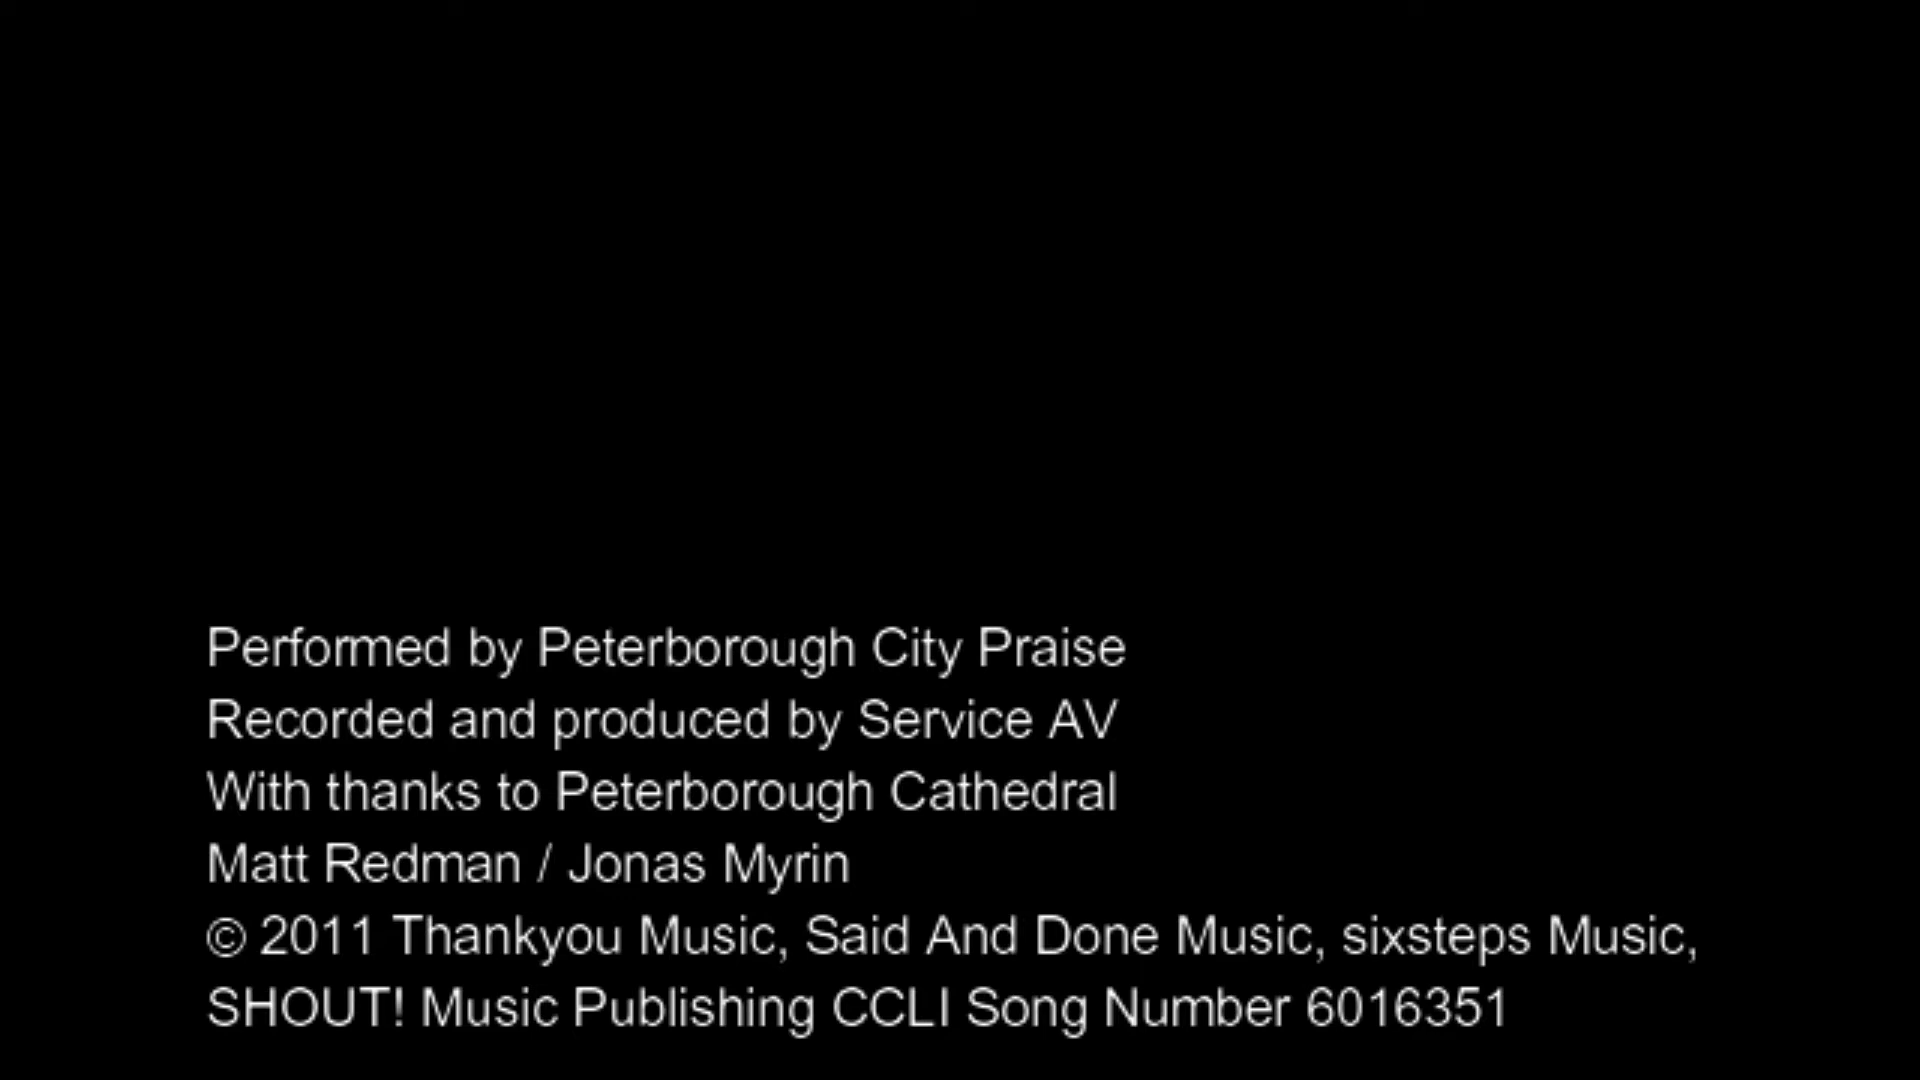 Performed by Peterborough City Praise
Recorded and produced by Service AV
With thanks to Peterborough Cathedral
Matt Redman / Jonas Myrin
© 2011 Thankyou Music, Said And Done Music, sixsteps Music,
SHOUT! Music Publishing CCLI Song Number 6016351